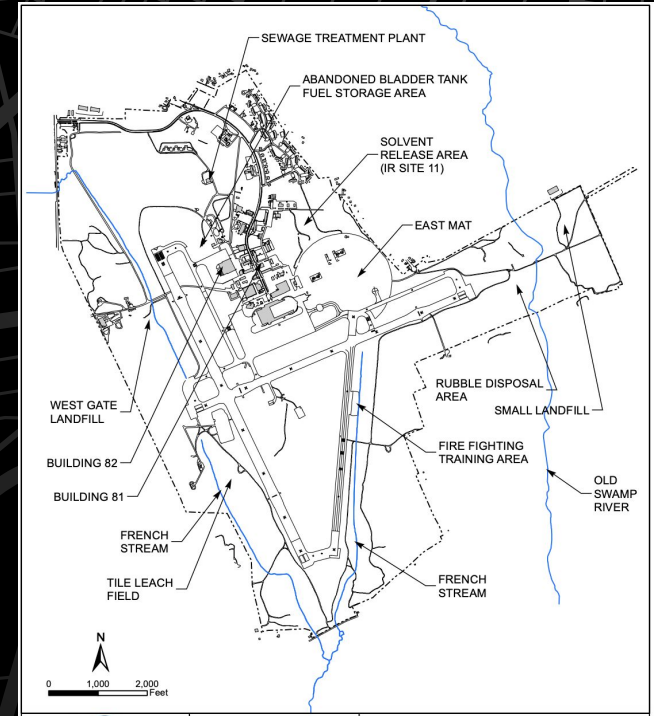 SEWAGE TREATMENT PLANT
ABANDONED BLADDER TANK
FUEL STORAGE AREA
SOLVENT
RELEASE AREA
(IR SITE 11)
EAST MAT
RUBBLE DISPOSAL
AREA
SMALL LANDFILL
WEST GATE
LANDFILL
FIRE FIGHTING
TRAINING AREA
BUILDING 82
BUILDING 81
OLD
SWAMP
RIVER
FRENCH
STREAM
TILE LEACH
FIELD
FRENCH
STREAM
N
0 1,000 2,000
Feet